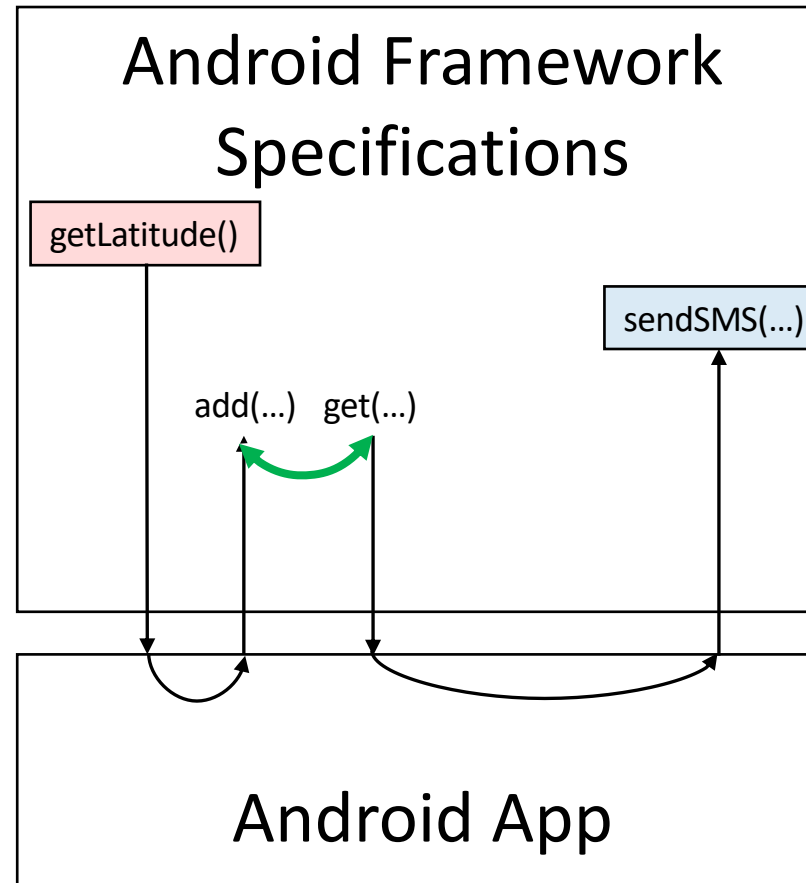 Android Framework
Specifications
getLatitude()
sendSMS(...)
add(...) get(...)
Android App